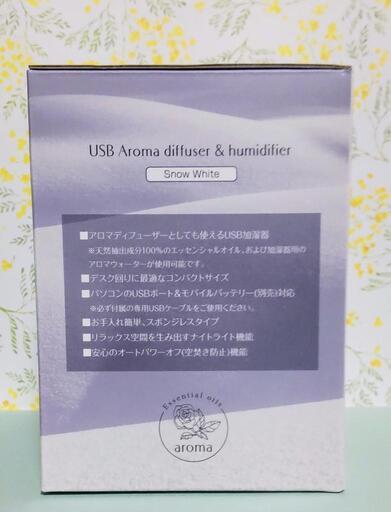 USB Aroma diffuser & humidifier
Snow White
■アロマディフューザーとしても使えるUSB加湿器
※天然抽出成分100%のエッセンシャルオイル、および加湿器用の
アロマウォーターが使用可能です。
■デスク回りに最適なコンパクトサイズ
■パソコンのUSBポート&モバイルバッテリー(別売)対応
※必ず付属の専用USBケーブルをご使用ください。
■お手入れ簡単、スポンジレスタイプ
■リラックス空間を生み出すナイトライト機能
■安心のオートパワーオフ(空焚き防止)機能
Essential oils
aroma